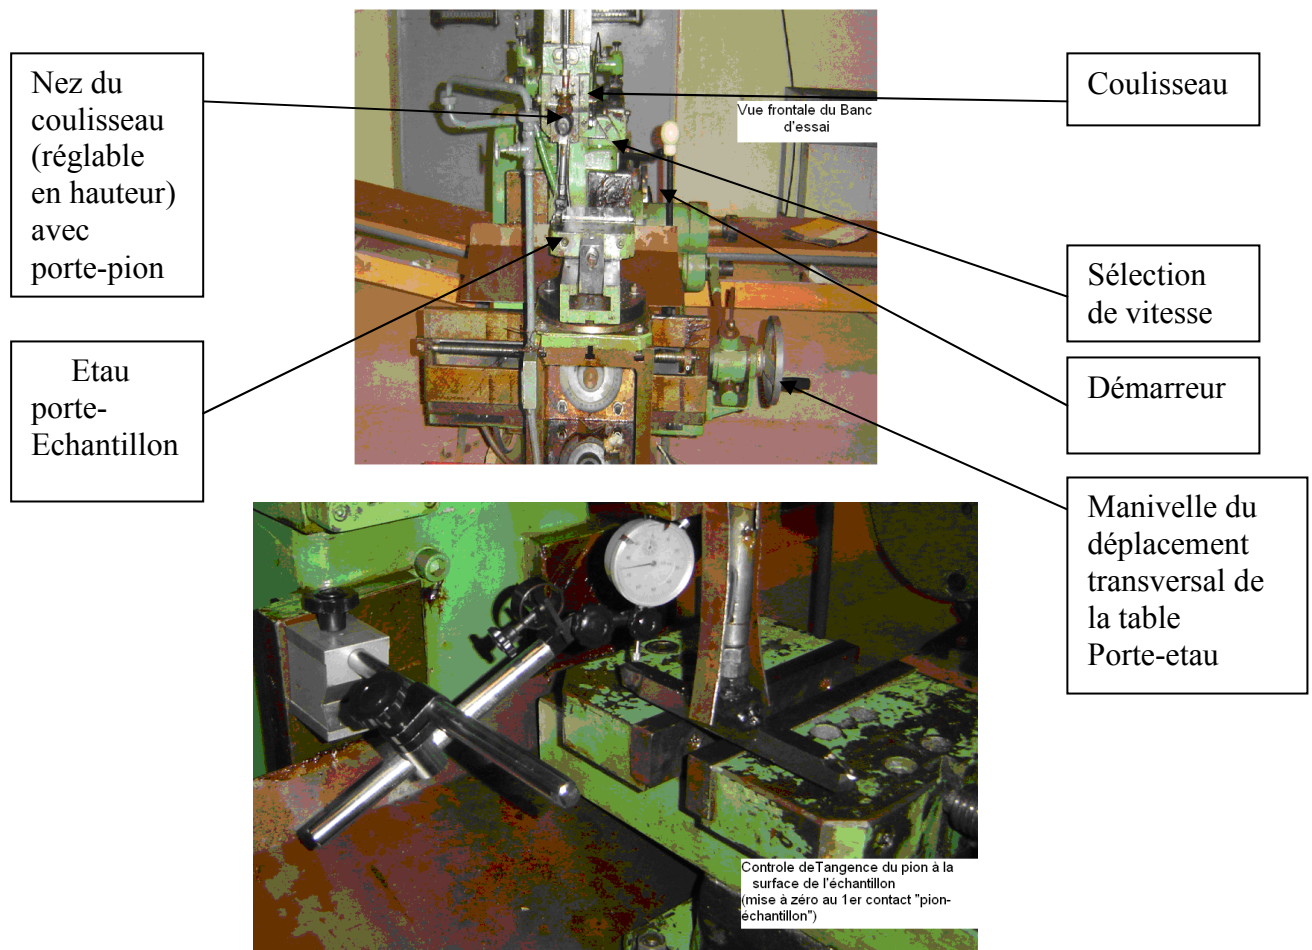 Nez du
coulisseau
(réglable
en hauteur)
avec
porte-pion
Etau
porte-
Echantillon
Vue frontale du Banc
d'essai
Coulisseau
Sélection
de vitesse
Démarreur
Manivelle du
déplacement
transversal de
la table
Porte-etau
Controle deTangence du pion à la
surface de l'échantillon
(mise à zéro au 1er contact "pion-
échantillon")